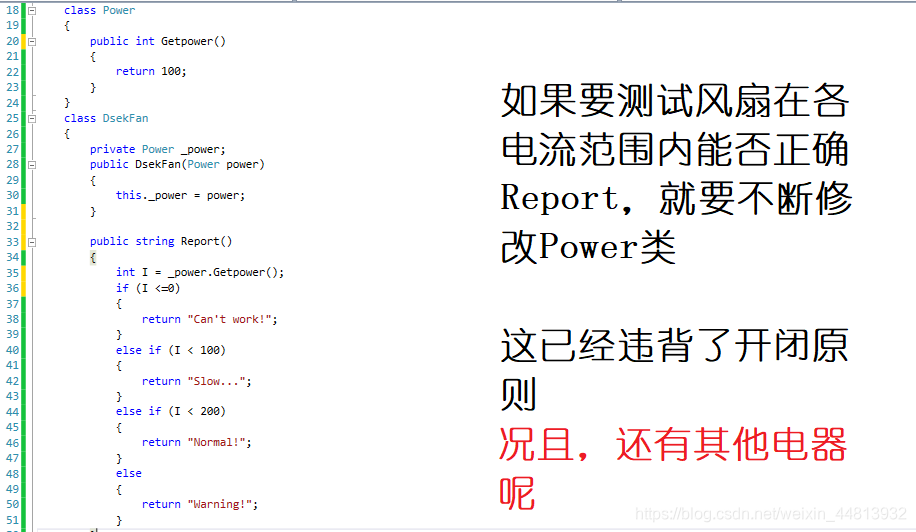 18 class Power
19 {
20 public int Getpower()
21 {
22 return 100;
23 }
24 }
25 class DsekFan
26 {
27 private Power _power;
28 public DsekFan(Power power)
29 {
30 this._power = power;
31 }
32
33 public string Report()
34 {
35 int I = _power.Getpower();
36 if (I <=0)
37 {
38 return "Can't work!";
39 }
40 else if (I < 100)
41 {
42 return "Slow...";
43 }
44 else if (I < 200)
45 {
46 return "Normal!";
47 }
48 else
49 {
50 return "Warning!";
51 }
如果要测试风扇在各
电流范围内能否正确
Report，就要不断修
改Power类
这已经违背了开闭原
则
况且，还有其他电器
呢
https://blog.csdn.net/weixin_44813932